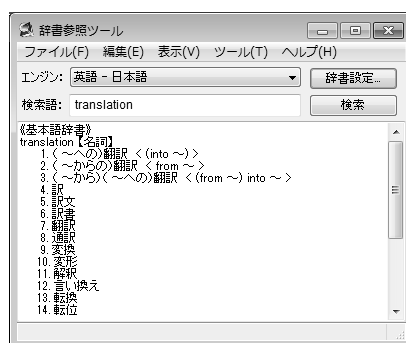 辞書参照ツール
ファイル(F) 編集(E) 表示(V) ツール(T) ヘルプ(H)
エンジン: 英語 - 日本語 辞書設定...
検索語: translation 検索
《基本語辞書》
translation【名詞】
1. ( ～への)翻訳 < (into ～) >
2. ( ～からの)翻訳 < from ～ >
3. ( ～から)( ～への)翻訳 < (from ～) into ～ >
4. 訳
5. 訳文
6. 訳書
7. 翻訳
8. 通訳
9. 変換
10. 変形
11. 解釈
12. 言い換え
13. 転換
14. 転位